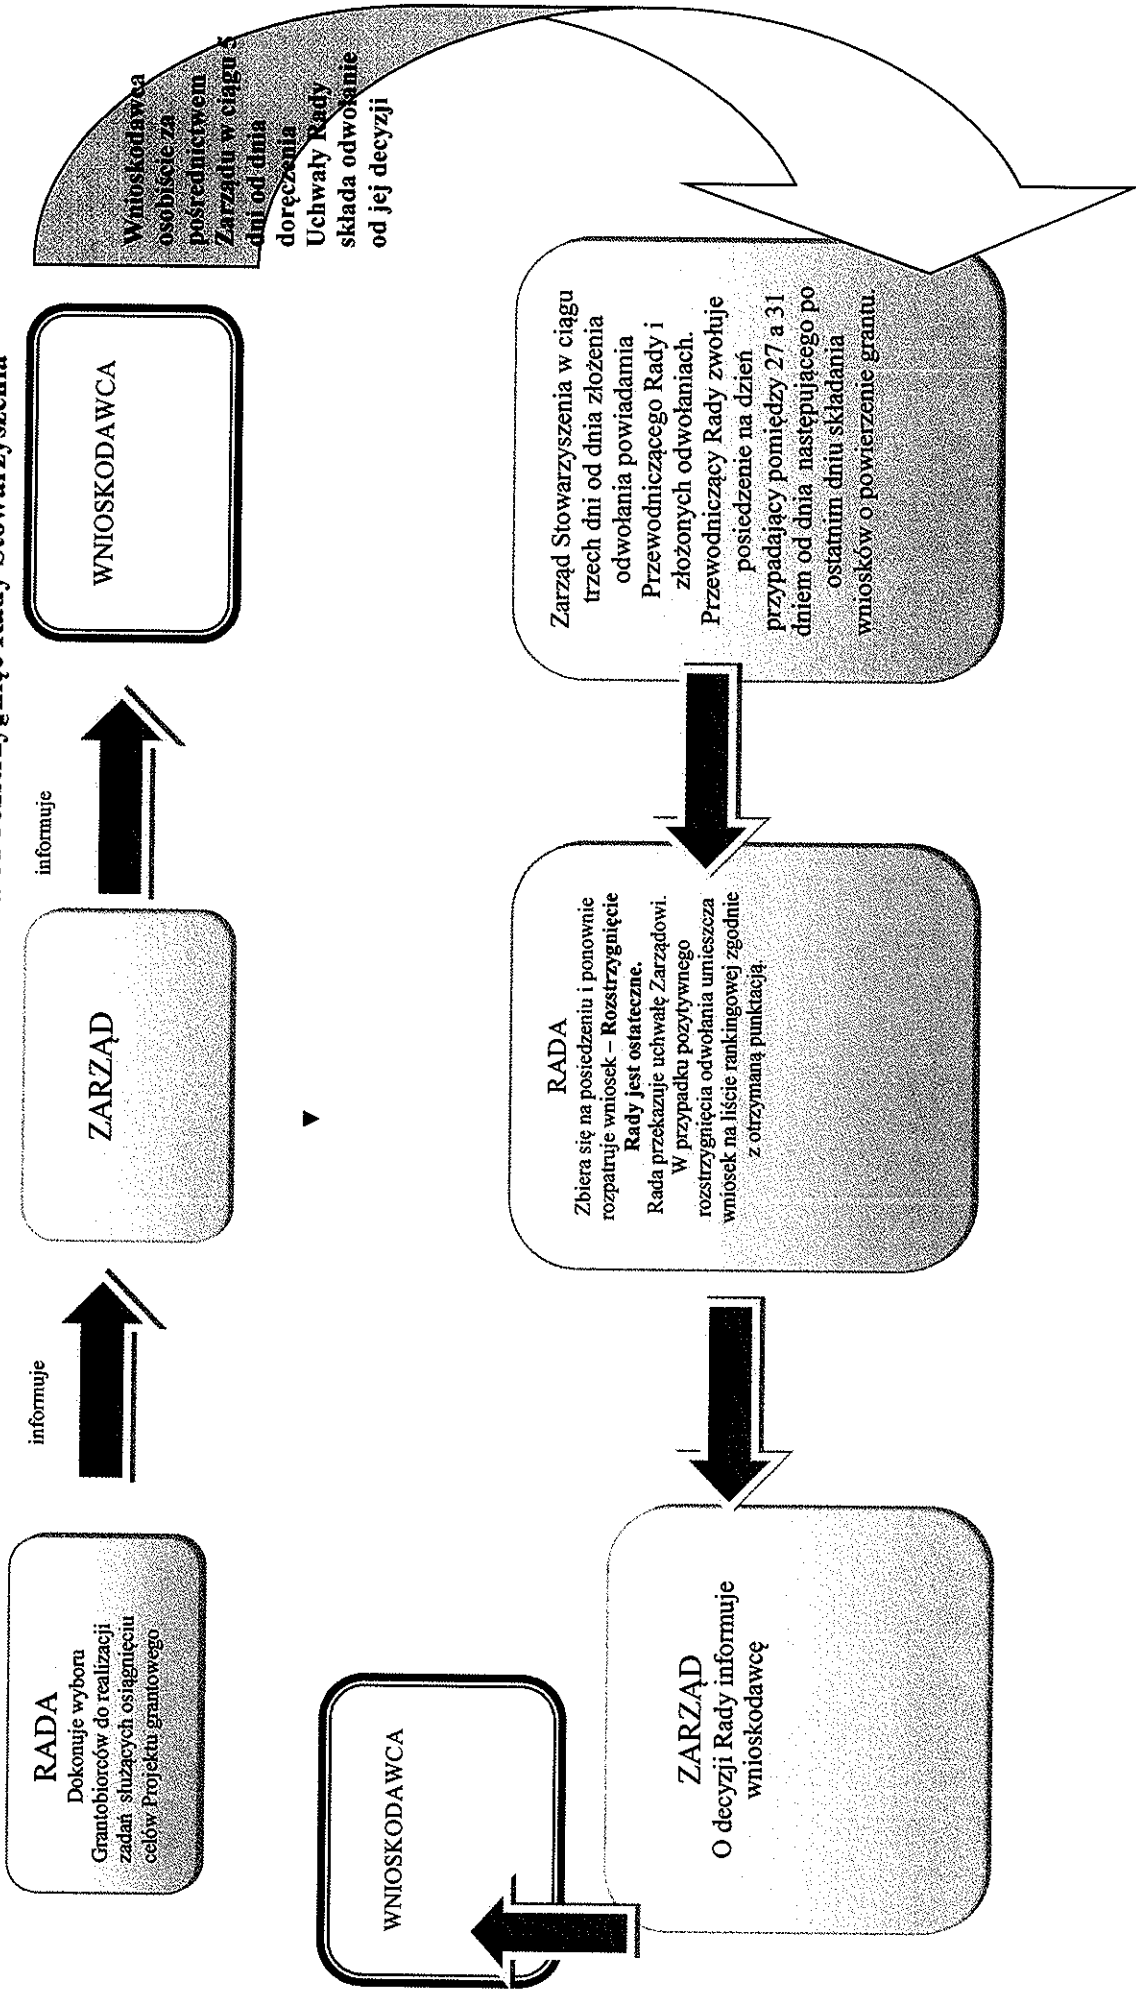 rozstrzygnięć Rady Stowarzyszenia
RADA
Dokonuje wyboru
Grantobiorców do realizacji
zadań służących osiągnięciu
celów Projektu grantowego
informuje
ZARZĄD
informuje
WNIOSKODAWCA
Wnioskodawca
osobiście za
pośrednictwem
Zarządu w ciągu 5
dni od dnia
doręczenia
Uchwały Rady
składa odwołanie
od jej decyzji
Zarząd Stowarzyszenia w ciągu
trzech dni od dnia złożenia
odwołania powiadamia
Przewodniczącego Rady i
złożonych odwołaniach.
Przewodniczący Rady zwołuje
posiedzenie na dzień
przypadający pomiędzy 27 a 31
dniem od dnia następującego po
ostatnim dniu składania
wniosków o powierzenie grantu.
RADA
Zbiera się na posiedzeniu i ponownie
rozpatruje wniosek – Rozstrzygnięcie
Rady jest ostateczne.
Rada przekazuje uchwałę Zarządowi.
W przypadku pozytywnego
rozstrzygnięcia odwołania umieszcza
wniosek na liście rankingowej zgodnie
z otrzymaną punktacją.
ZARZĄD
O decyzji Rady informuje
wnioskodawcę
WNIOSKODAWCA